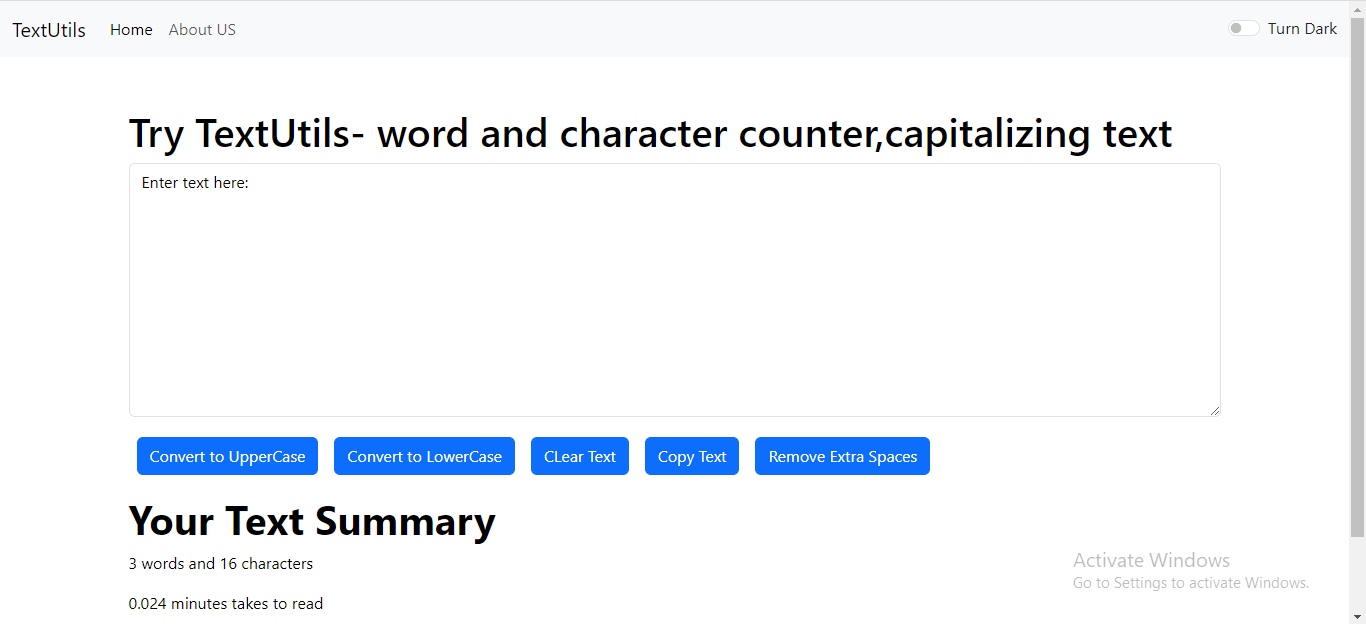 TextUtils Home About US Turn Dark
Try TextUtils- word and character counter,capitalizing text
Enter text here:
Convert to UpperCase Convert to LowerCase CLear Text Copy Text Remove Extra Spaces
Your Text Summary
3 words and 16 characters
Activate Windows
Go to Settings to activate Windows.
0.024 minutes takes to read